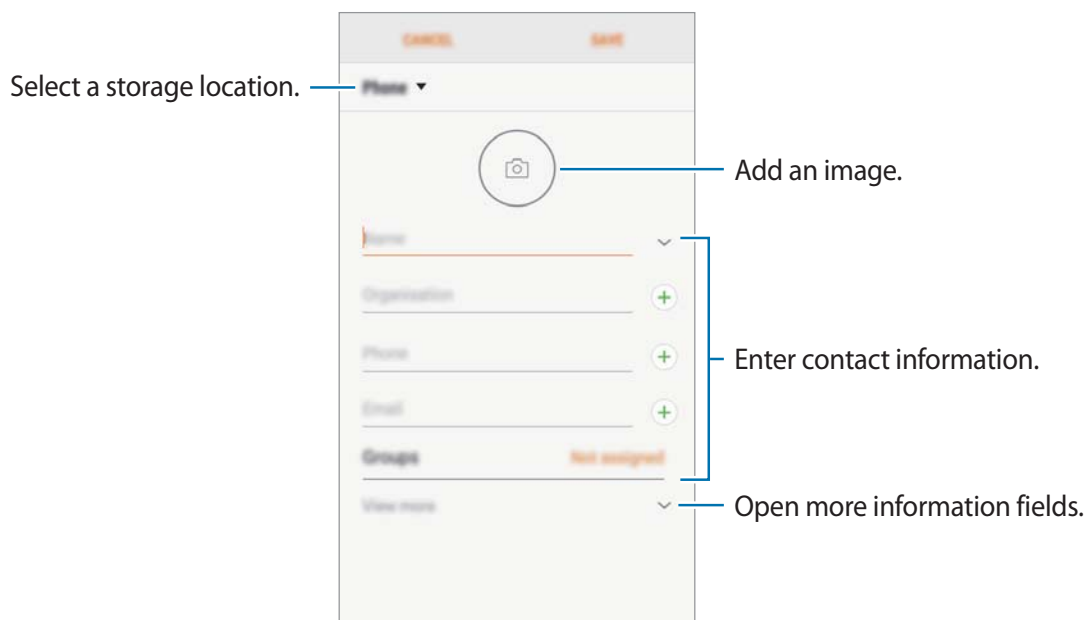 CANCEL SAVE
Select a storage location.
Phone
Add an image.
Name
Organisation
Phone
Enter contact information.
Email
Groups Not assigned
View more
Open more information fields.